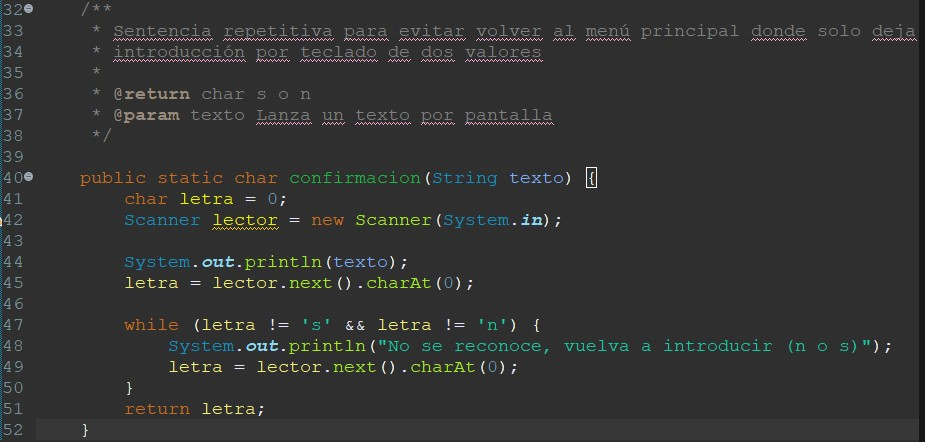 32 /**
33 * Sentencia repetitiva para evitar volver al menú principal donde solo deja
34 * introducción por teclado de dos valores
35 *
36 * @return char s o n
37 * @param texto Lanza un texto por pantalla
38 */
39
40 public static char confirmacion(String texto) {
41 char letra = 0;
42 Scanner lector = new Scanner(System.in);
43
44 System.out.println(texto);
45 letra = lector.next().charAt(0);
46
47 while (letra != 's' && letra != 'n') {
48 System.out.println("No se reconoce, vuelva a introducir (n o s)");
49 letra = lector.next().charAt(0);
50 }
51 return letra;
52 }